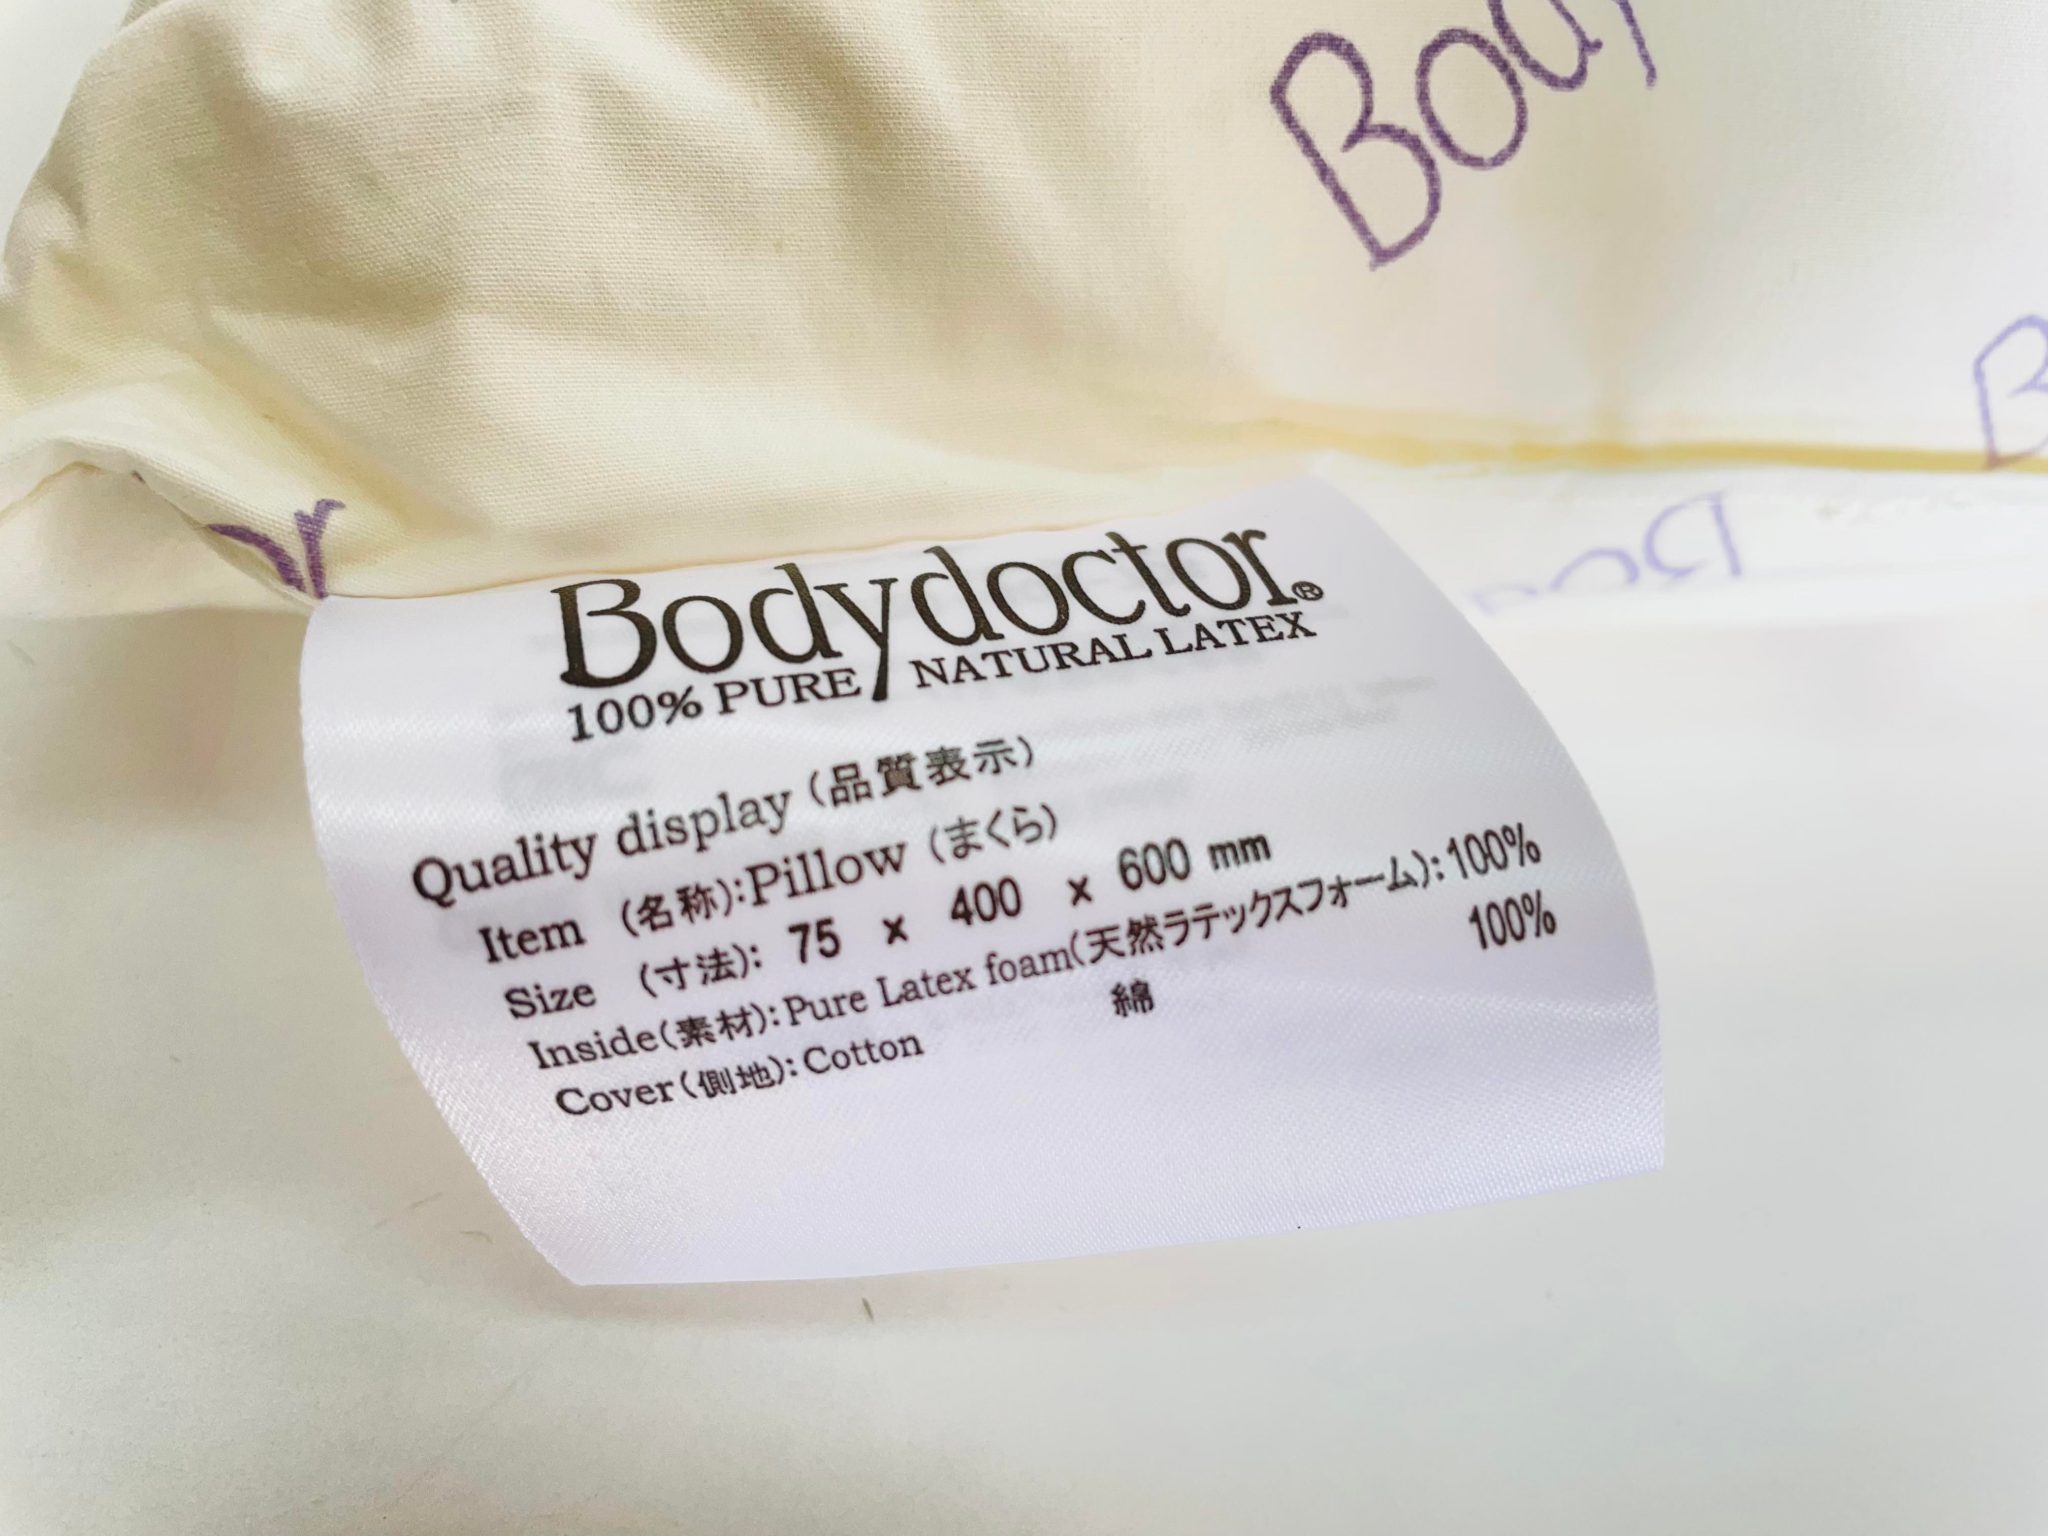 Body
Bodydoctor®
100% PURE NATURAL LATEX
Quality display (品質表示)
Item (名称):Pillow (まくら)
Size (寸法): 75 × 400 × 600 mm
Inside(素材):Pure Latex foam(天然ラテックスフォーム):100%
Cover(側地):Cotton 綿 100%